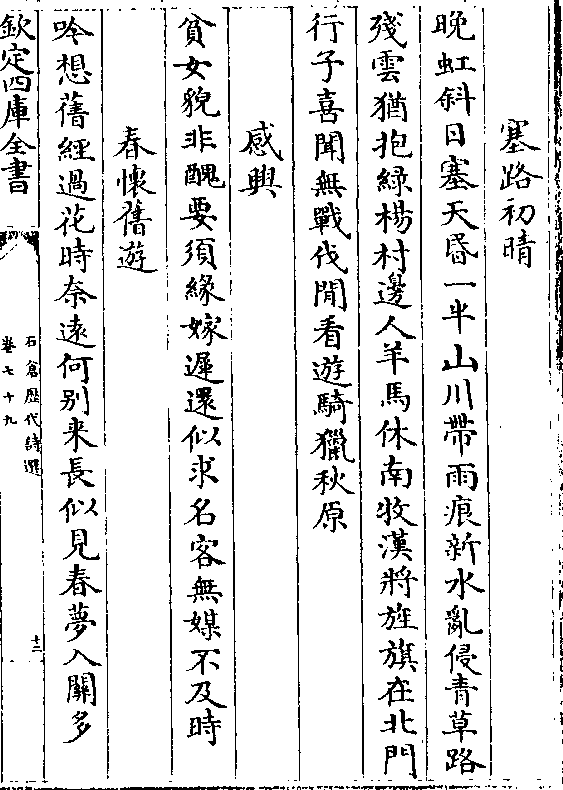 塞路初晴
晚虹斜日塞天昏一半山川帶雨痕新水亂侵青草路
殘雲猶抱綠楊村邊人羊馬休南牧漢將旌旗在北門
行子喜聞無戰伐閒看遊騎獵秋原
感興
貧女貌非醜要須緣嫁遲還似求名客無媒不及時
春懷舊遊
吟想舊經過花時奈遠何别来長似見春夢入關多
欽定四庫全書
石倉歴代詩選
卷七十九
十三